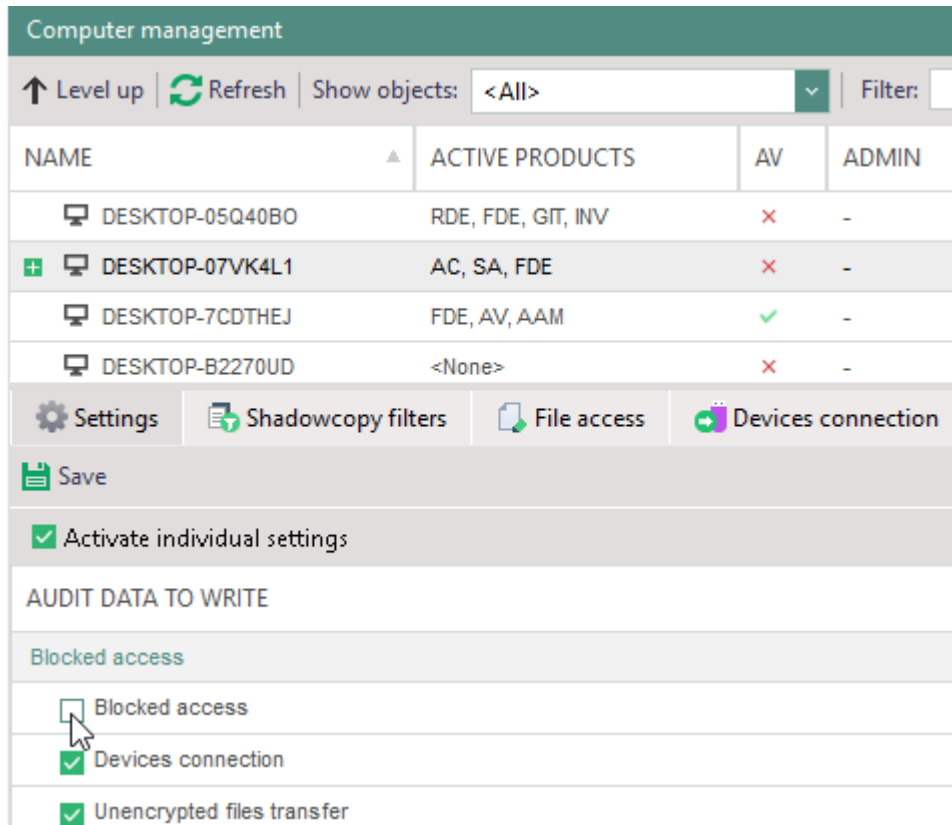 Computer management
Level up Refresh Show objects: <All> Filter:
NAME ACTIVE PRODUCTS AV ADMIN
DESKTOP-05Q40BO RDE, FDE, GIT, INV -
DESKTOP-07VK4L1 AC, SA, FDE -
DESKTOP-7CDTHEJ FDE, AV, AAM -
DESKTOP-B2270UD <None> -
Settings Shadowcopy filters File access Devices connection
Save
Activate individual settings
AUDIT DATA TO WRITE
Blocked access
Blocked access
Devices connection
Unencrypted files transfer